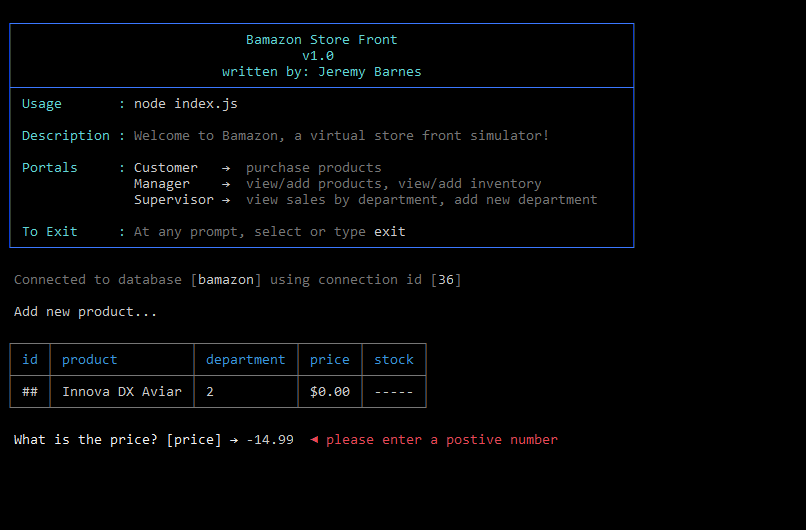 Bamazon Store Front
v1.0
written by: Jeremy Barnes
Usage : node index.js
Description : Welcome to Bamazon, a virtual store front simulator!
Portals : Customer → purchase products
Manager → view/add products, view/add inventory
Supervisor → view sales by department, add new department
To Exit : At any prompt, select or type exit
Connected to database [bamazon] using connection id [36]
Add new product...
id product department price stock
## Innova DX Aviar 2 $0.00 -----
What is the price? [price] → -14.99 ◄ please enter a postive number